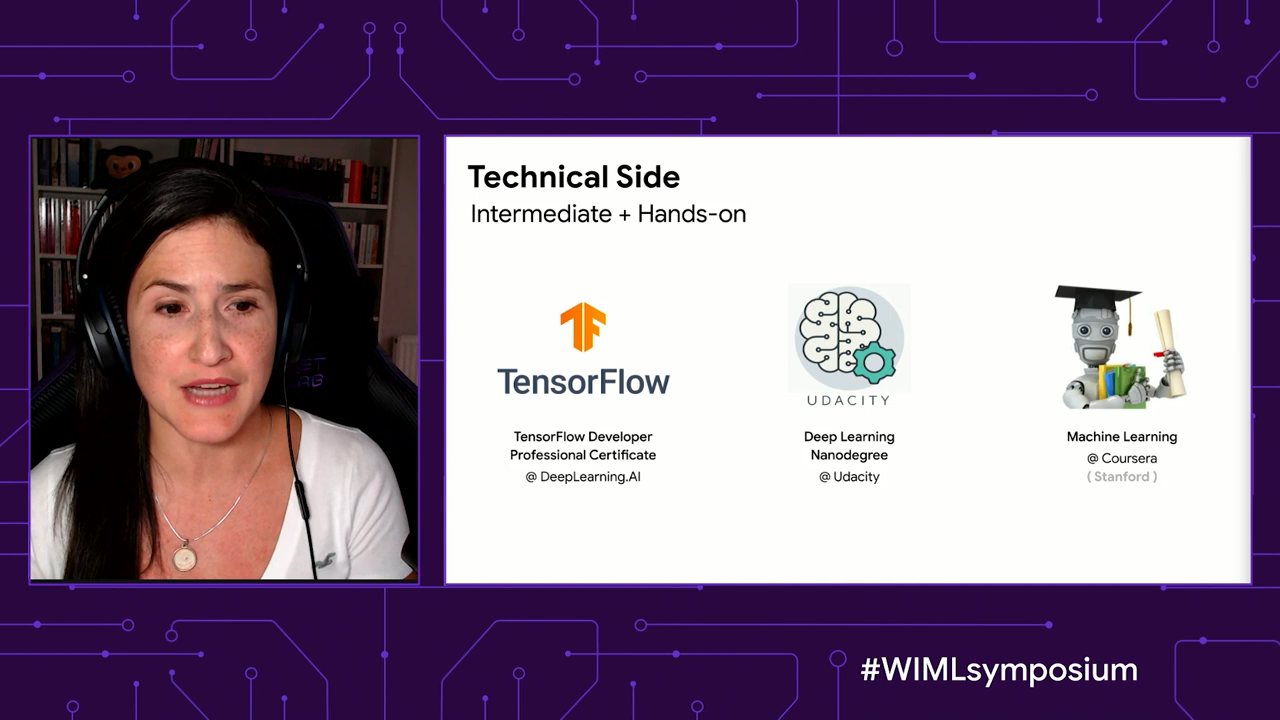 Technical Side
Intermediate + Hands-on
TensorFlow
UDACITY
TensorFlow Developer
Professional Certificate
@ DeepLearning.AI
Deep Learning
Nanodegree
@ Udacity
Machine Learning
@ Coursera
( Stanford )
#WIMLsymposium